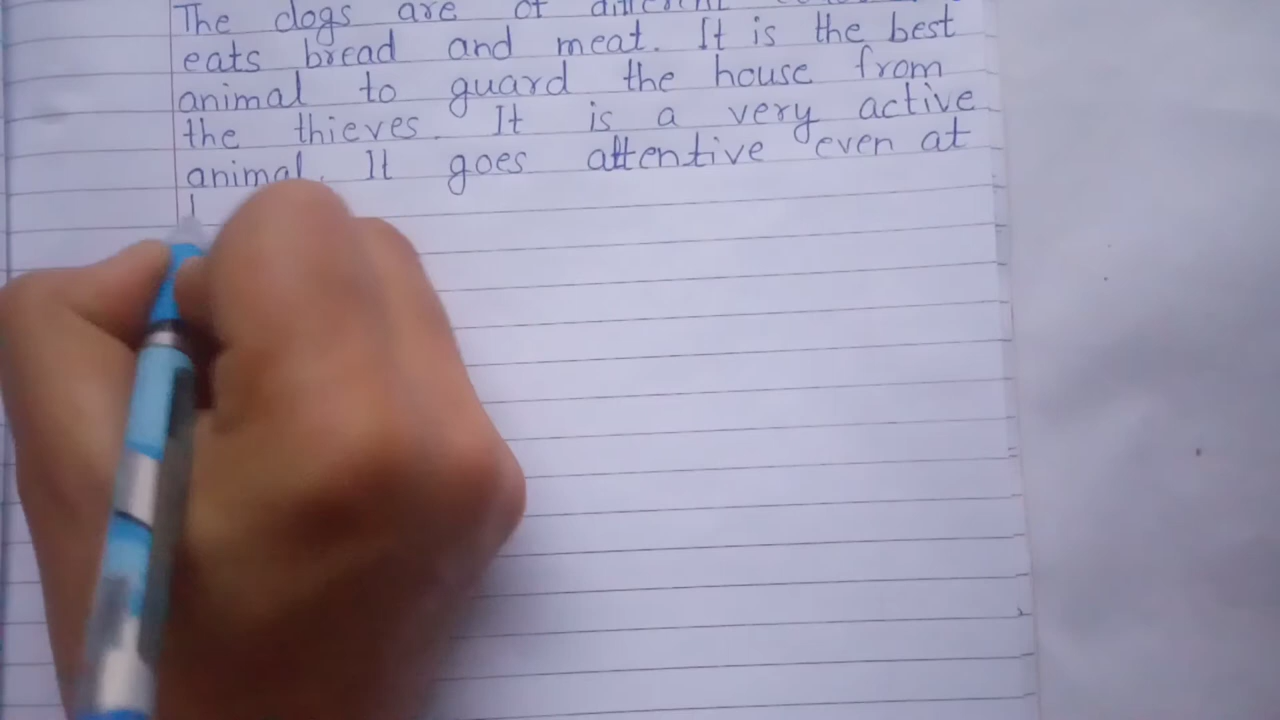 The dogs are of different
eats bread and meat. It is the best
animal to guard the house from
the thieves. It is a very active
animal. It goes attentive even at